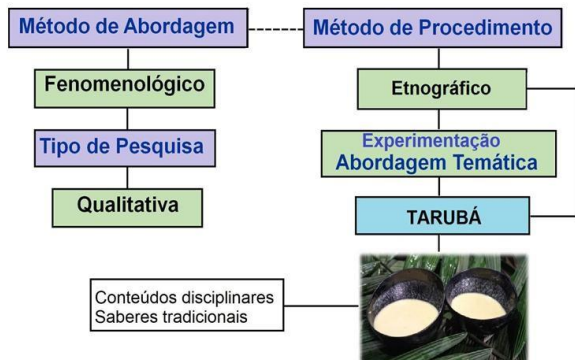 Método de Abordagem
Método de Procedimento
Fenomenológico
Etnográfico
Tipo de Pesquisa
Experimentação
Abordagem Temática
Qualitativa
TARUBÁ
Conteúdos disciplinares
Saberes tradicionais